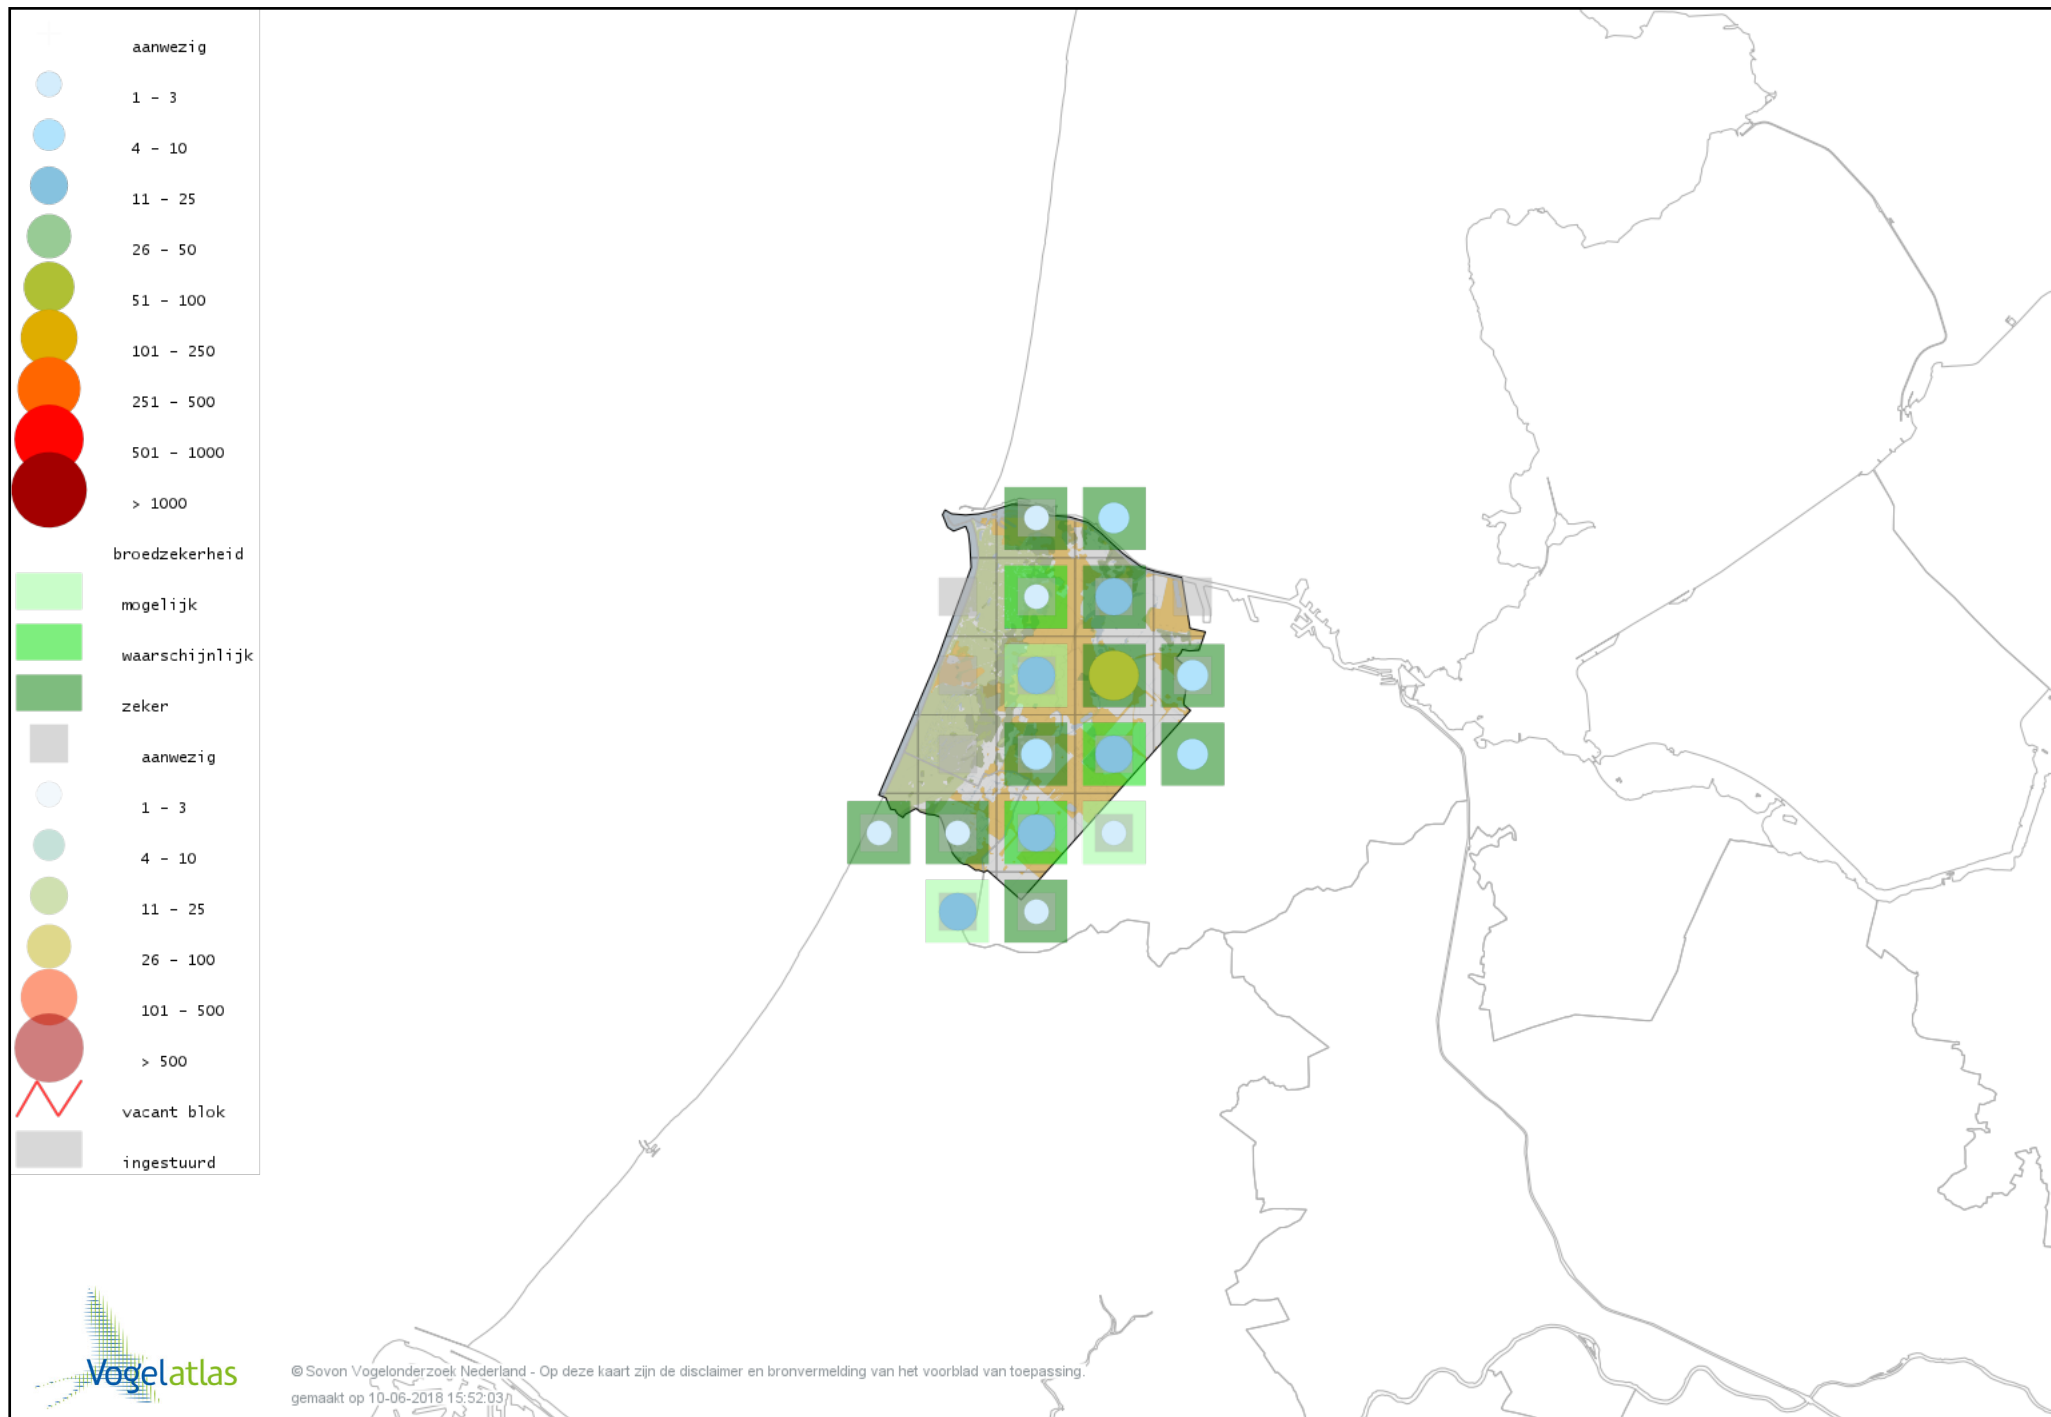 aanwezig
1 - 3
4 - 10
11 - 25
26 - 50
51 - 100
101 - 250
251 - 500
501 - 1000
> 1000
broedzekerheid
mogelijk
waarschijnlijk
zeker
aanwezig
1 - 3
4 - 10
11 - 25
26 - 100
101 - 500
> 500
vacant blok
ingestuurd
Vogelatlas
© Sovon Vogelonderzoek Nederland - Op deze kaart zijn de disclaimer en bronvermelding van het voorblad van toepassing.
gemaakt op 10-06-2018 15:52:03